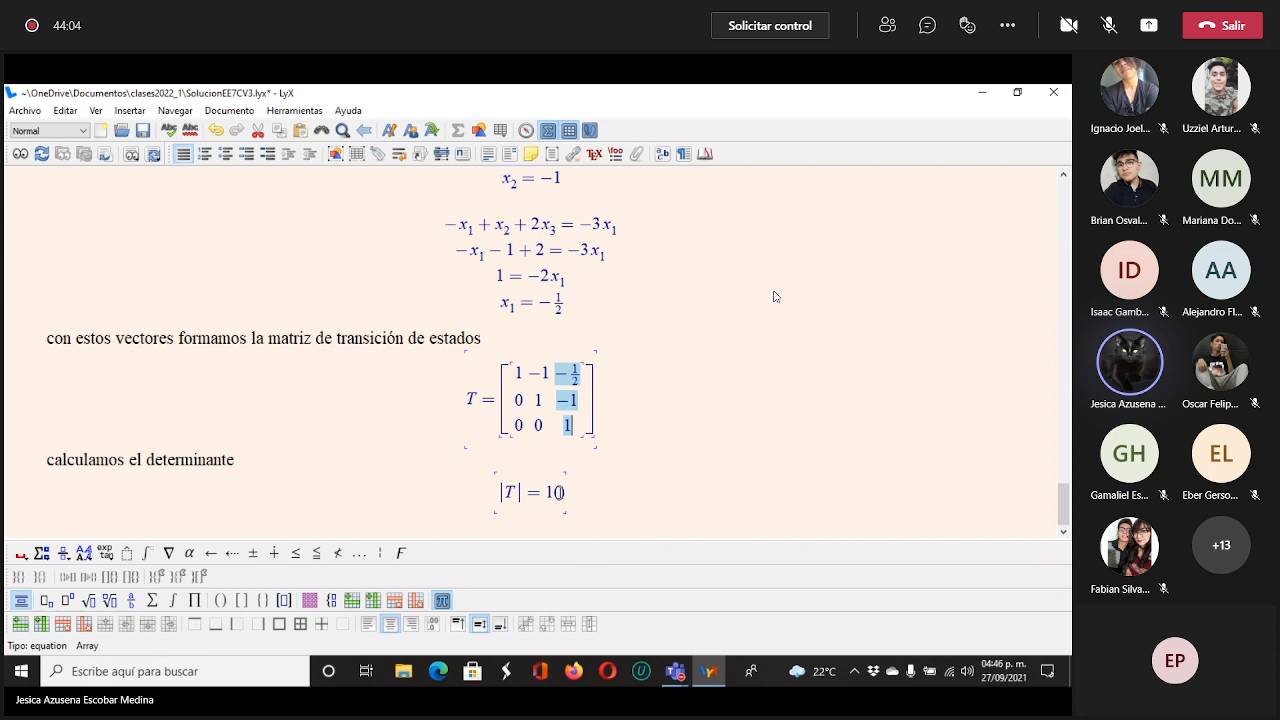 44:04
Solicitar control
Salir
~\OneDrive\Documentos\clases2022_1\SolucionEE7CV3.lyx* - LyX
Archivo Editar Ver Insertar Navegar Documento Herramientas Ayuda
Normal
x₂ = −1
−x₁ + x₂ + 2x₃ = −3x₁
−x₁ − 1 + 2 = −3x₁
1 = −2x₁
x₁ = −1/2
con estos vectores formamos la matriz de transición de estados
T = [ 1 −1 −1/2
0 1 −1
0 0 1 ]
calculamos el determinante
|T| = 10
Tipo: equation Array
Escribe aquí para buscar
22°C
04:46 p. m.
27/09/2021
Jesica Azusena Escobar Medina
Ignacio Joel...
Uzziel Artur...
Brian Osval...
MM
Mariana Do...
ID
Isaac Gamb...
AA
Alejandro Fl...
Jesica Azusena ...
Oscar Felip...
GH
Gamaliel Es...
EL
Eber Gerso...
Fabian Silva...
+13
EP